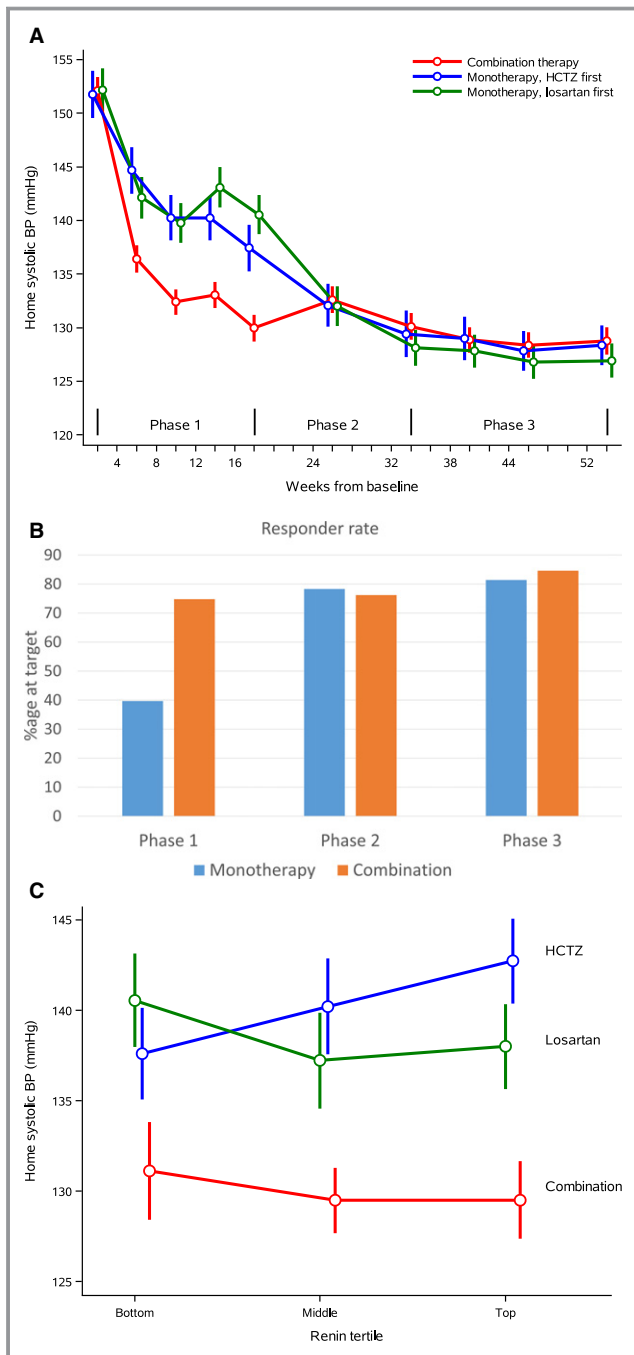 A
155
150
145
140
135
130
125
120
Home systolic BP (mmHg)
Combination therapy
Monotherapy, HCTZ first
Monotherapy, losartan first
Phase 1
Phase 2
Phase 3
4 8 12 16 26 32 38 44 52
Weeks from baseline
B
Responder rate
90
80
70
60
50
40
30
20
10
0
%age at target
Phase 1 Phase 2 Phase 3
Monotherapy Combination
C
145
140
135
130
125
Home systolic BP (mmHg)
HCTZ
Losartan
Combination
Bottom Middle Top
Renin tertile